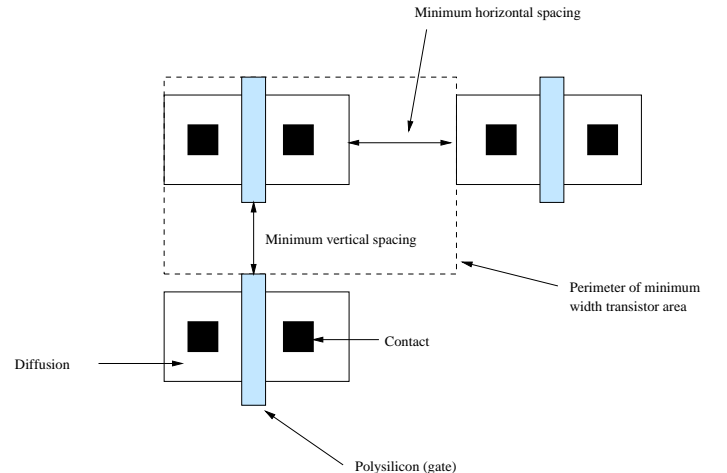 Minimum horizontal spacing
Minimum vertical spacing
Perimeter of minimum
width transistor area
Contact
Diffusion
Polysilicon (gate)